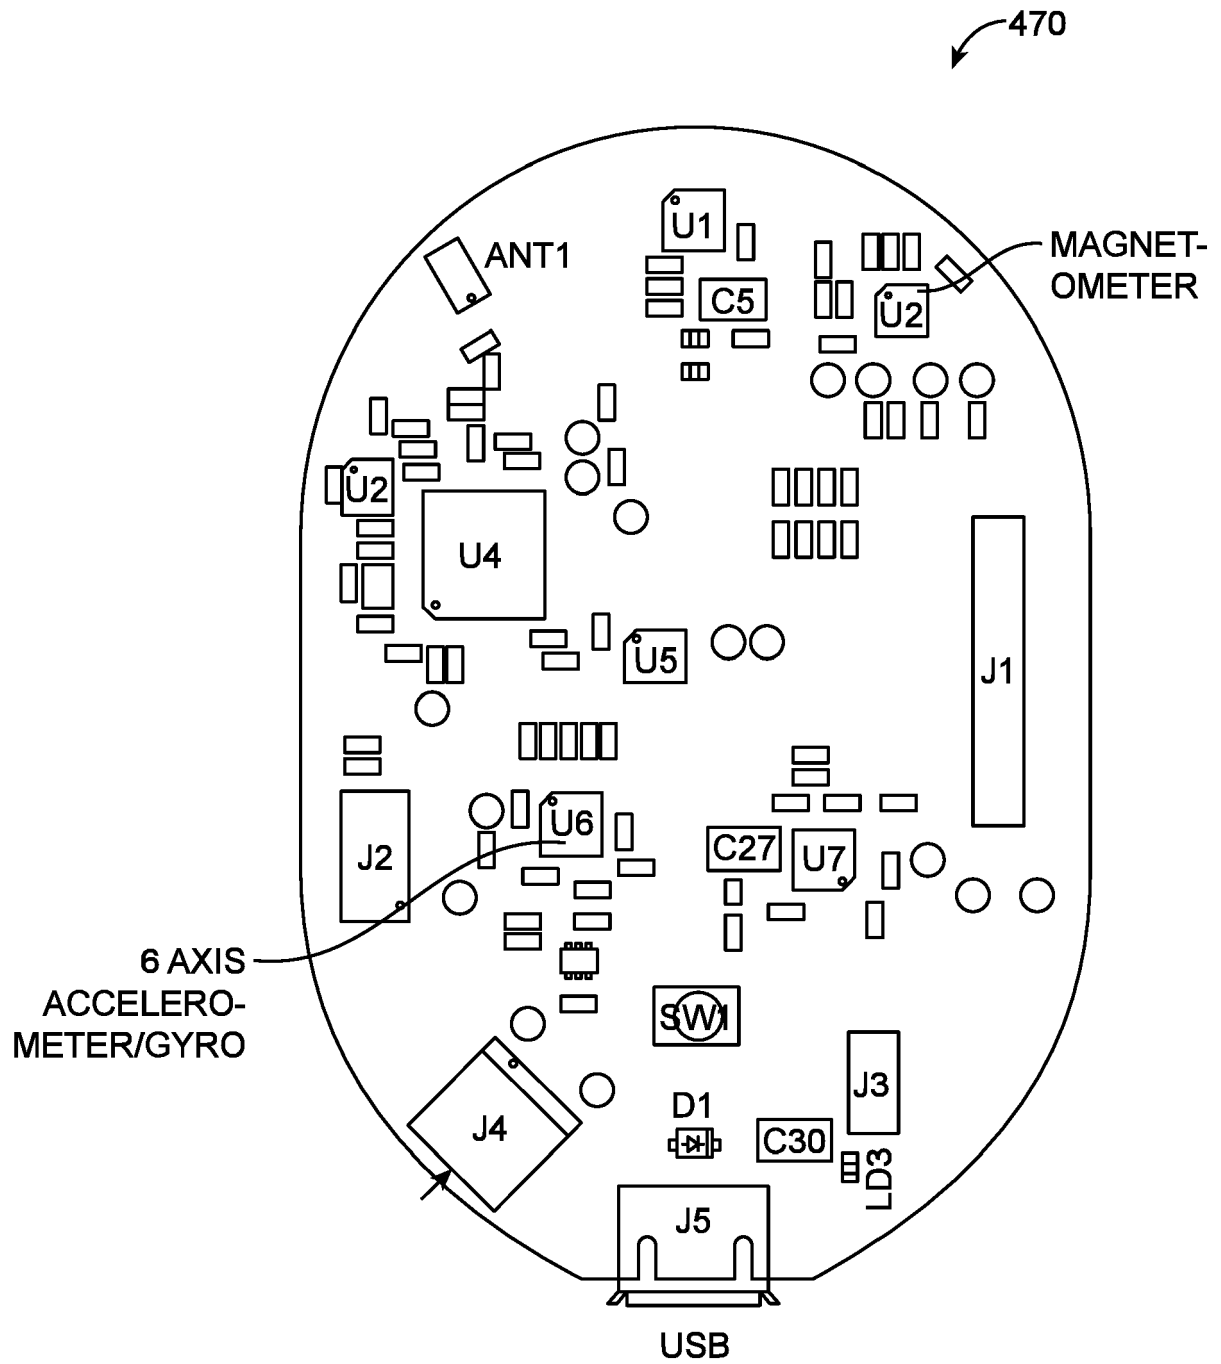 470
U1
ANT1
MAGNET-
OMETER
C5
U2
U2
U4
U5
J1
U6
C27
U7
J2
6 AXIS
ACCELERO-
METER/GYRO
SW1
J3
D1
J4
C30
LD3
J5
USB